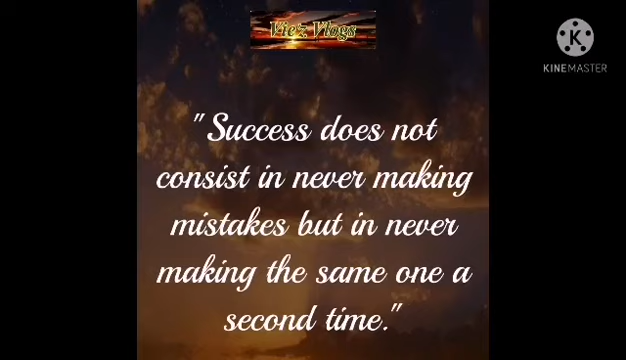 Vie'z Vlogs
KINEMASTER
"Success does not
consist in never making
mistakes but in never
making the same one a
second time."